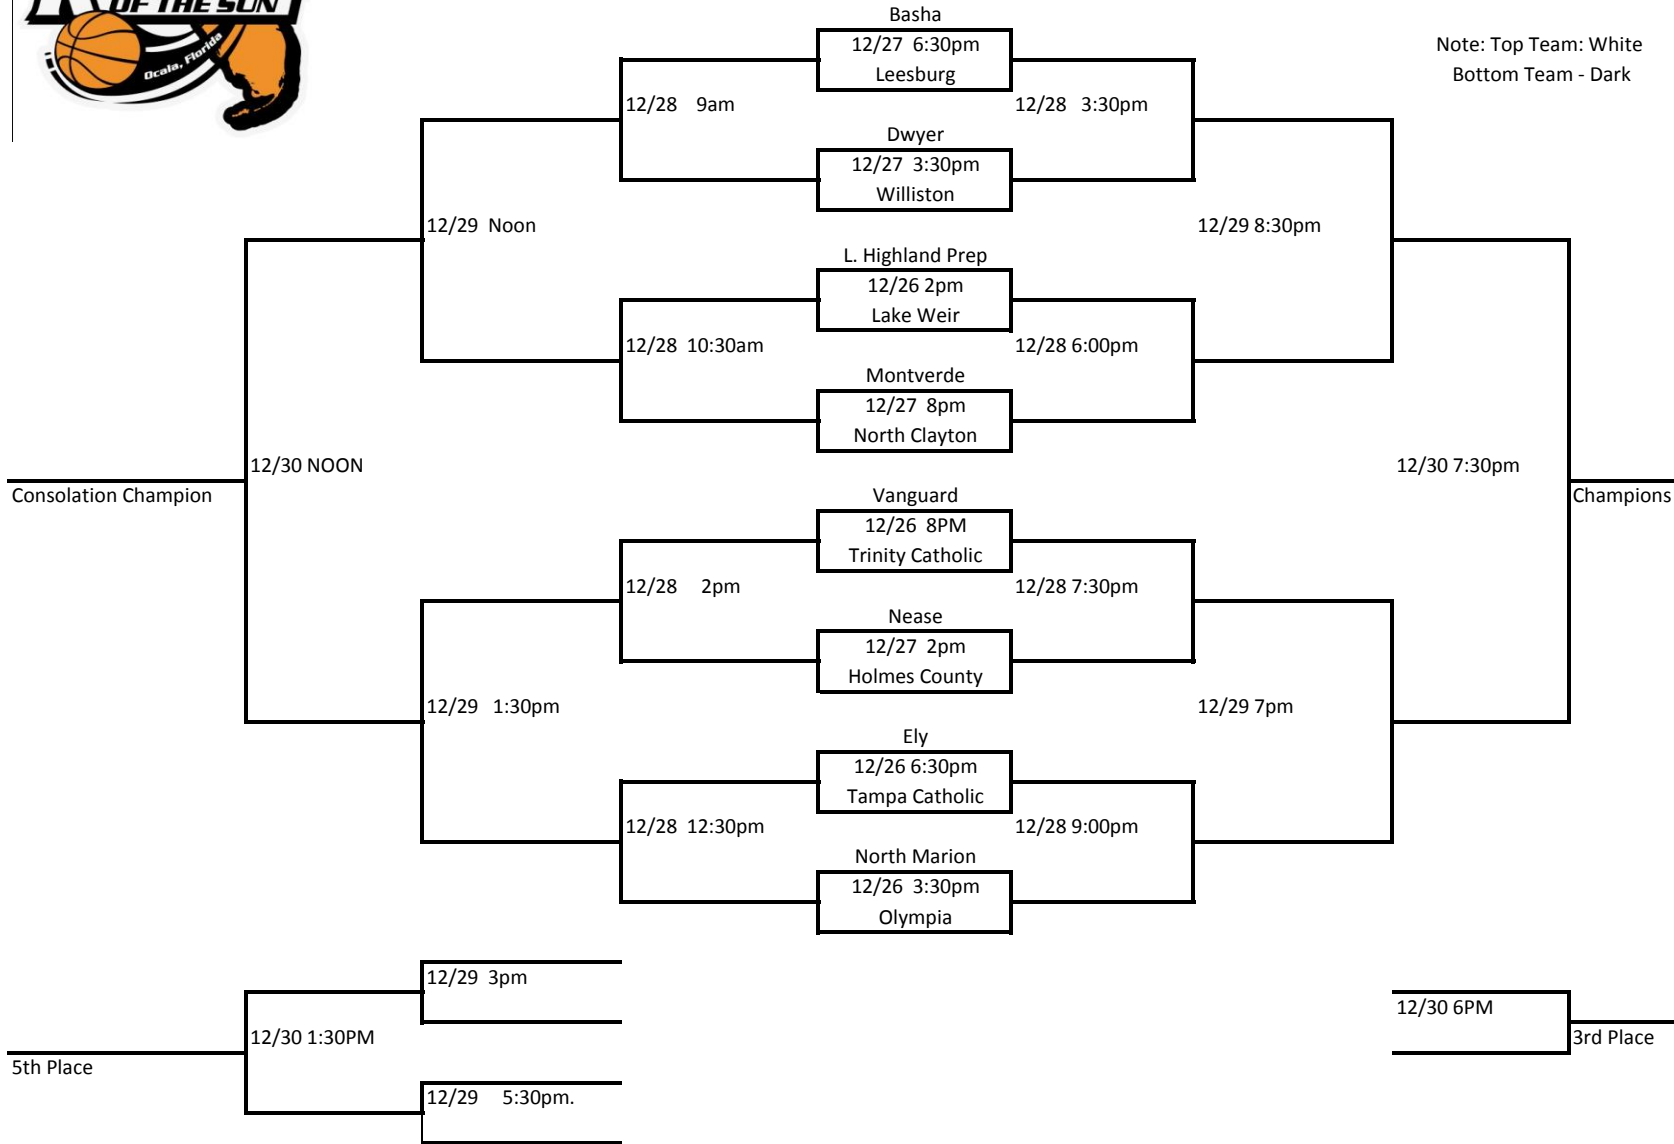 OF THE SUN
Ocala, Florida
Note: Top Team: White
Bottom Team - Dark
Basha
12/27 6:30pm
Leesburg
12/28 9am
12/28 3:30pm
Dwyer
12/27 3:30pm
Williston
12/29 Noon
12/29 8:30pm
L. Highland Prep
12/26 2pm
Lake Weir
12/28 10:30am
12/28 6:00pm
Montverde
12/27 8pm
North Clayton
12/30 NOON
12/30 7:30pm
Consolation Champion
Champions
Vanguard
12/26 8PM
Trinity Catholic
12/28 2pm
12/28 7:30pm
Nease
12/27 2pm
Holmes County
12/29 1:30pm
12/29 7pm
Ely
12/26 6:30pm
Tampa Catholic
12/28 12:30pm
12/28 9:00pm
North Marion
12/26 3:30pm
Olympia
12/29 3pm
12/30 6PM
12/30 1:30PM
3rd Place
5th Place
12/29 5:30pm.